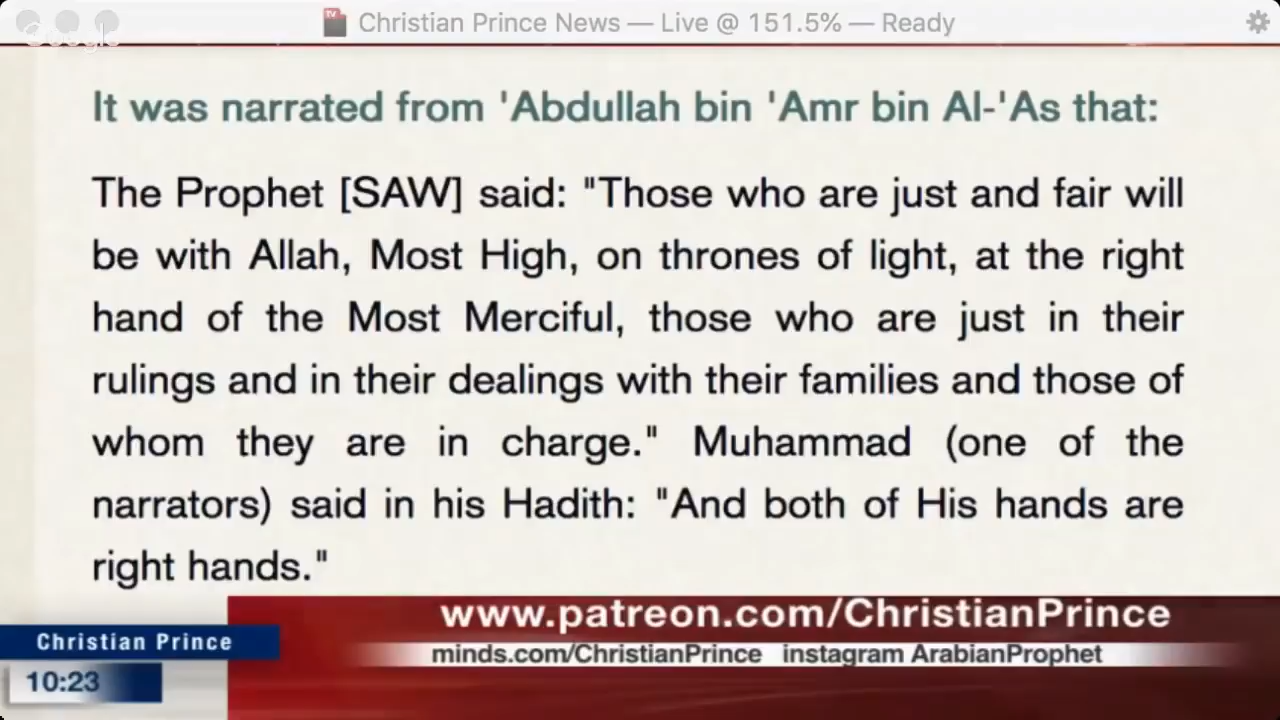 Christian Prince News — Live @ 151.5% — Ready
Google
It was narrated from 'Abdullah bin 'Amr bin Al-'As that:
The Prophet [SAW] said: "Those who are just and fair will
be with Allah, Most High, on thrones of light, at the right
hand of the Most Merciful, those who are just in their
rulings and in their dealings with their families and those of
whom they are in charge." Muhammad (one of the
narrators) said in his Hadith: "And both of His hands are
right hands."
www.patreon.com/ChristianPrince
Christian Prince
minds.com/ChristianPrince instagram ArabianProphet
10:23